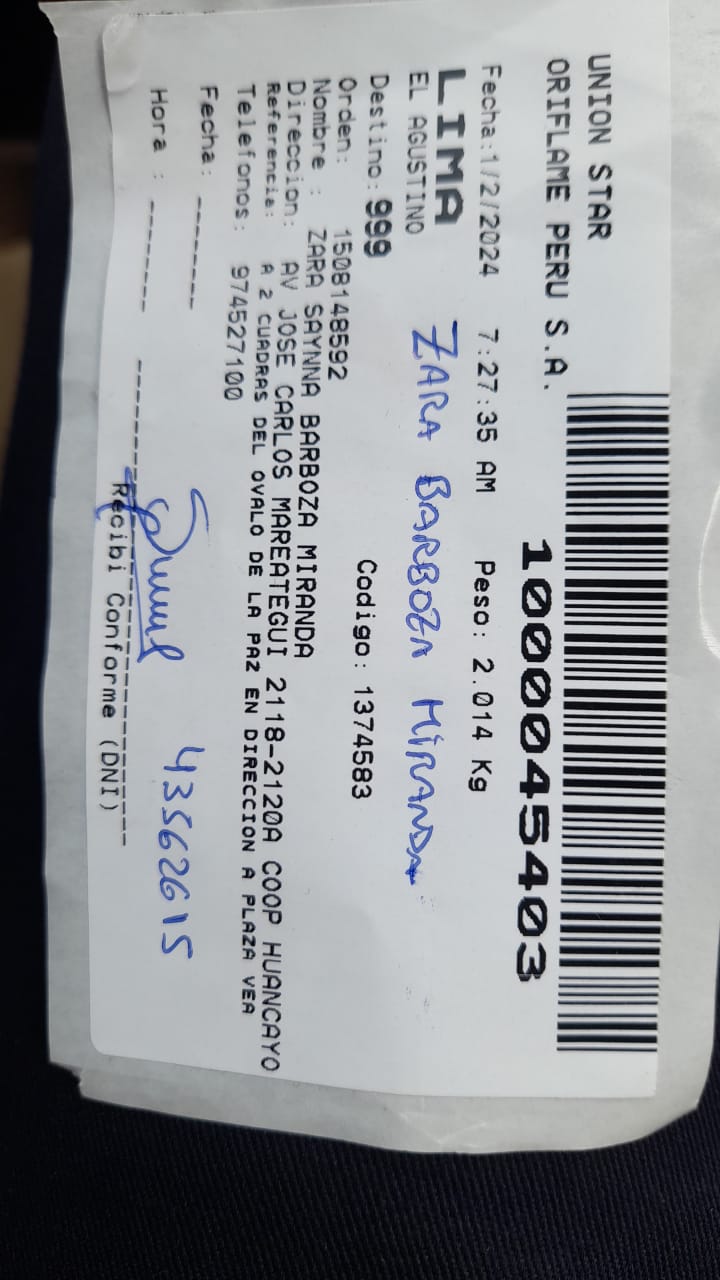 UNION STAR
ORIFLAME PERU S.A.
1000045403
Fecha:1/2/2024 7:27:35 AM Peso: 2.014 Kg
LIMA
EL AGUSTINO ZARA BARBOZA MIRANDA
Destino: 999
Orden: 1508148592 Codigo: 1374583
Nombre : ZARA SAYNNA BARBOZA MIRANDA
Direccion: AV JOSE CARLOS MAREATEGUI 2118-2120A COOP HUANCAYO
Referencia: A 2 CUADRAS DEL OVALO DE LA PAZ EN DIRECCION A PLAZA VEA
Telefonos: 974527100
Fecha: --------
43562615
Hora : --------
Recibi Conforme (DNI)